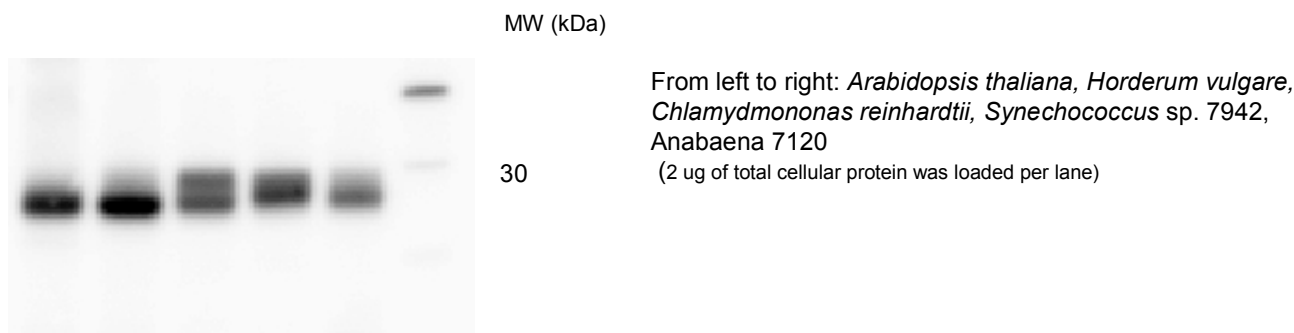 MW (kDa)
From left to right: Arabidopsis thaliana, Horderum vulgare,
Chlamydmononas reinhardtii, Synechococcus sp. 7942,
Anabaena 7120
30
(2 ug of total cellular protein was loaded per lane)